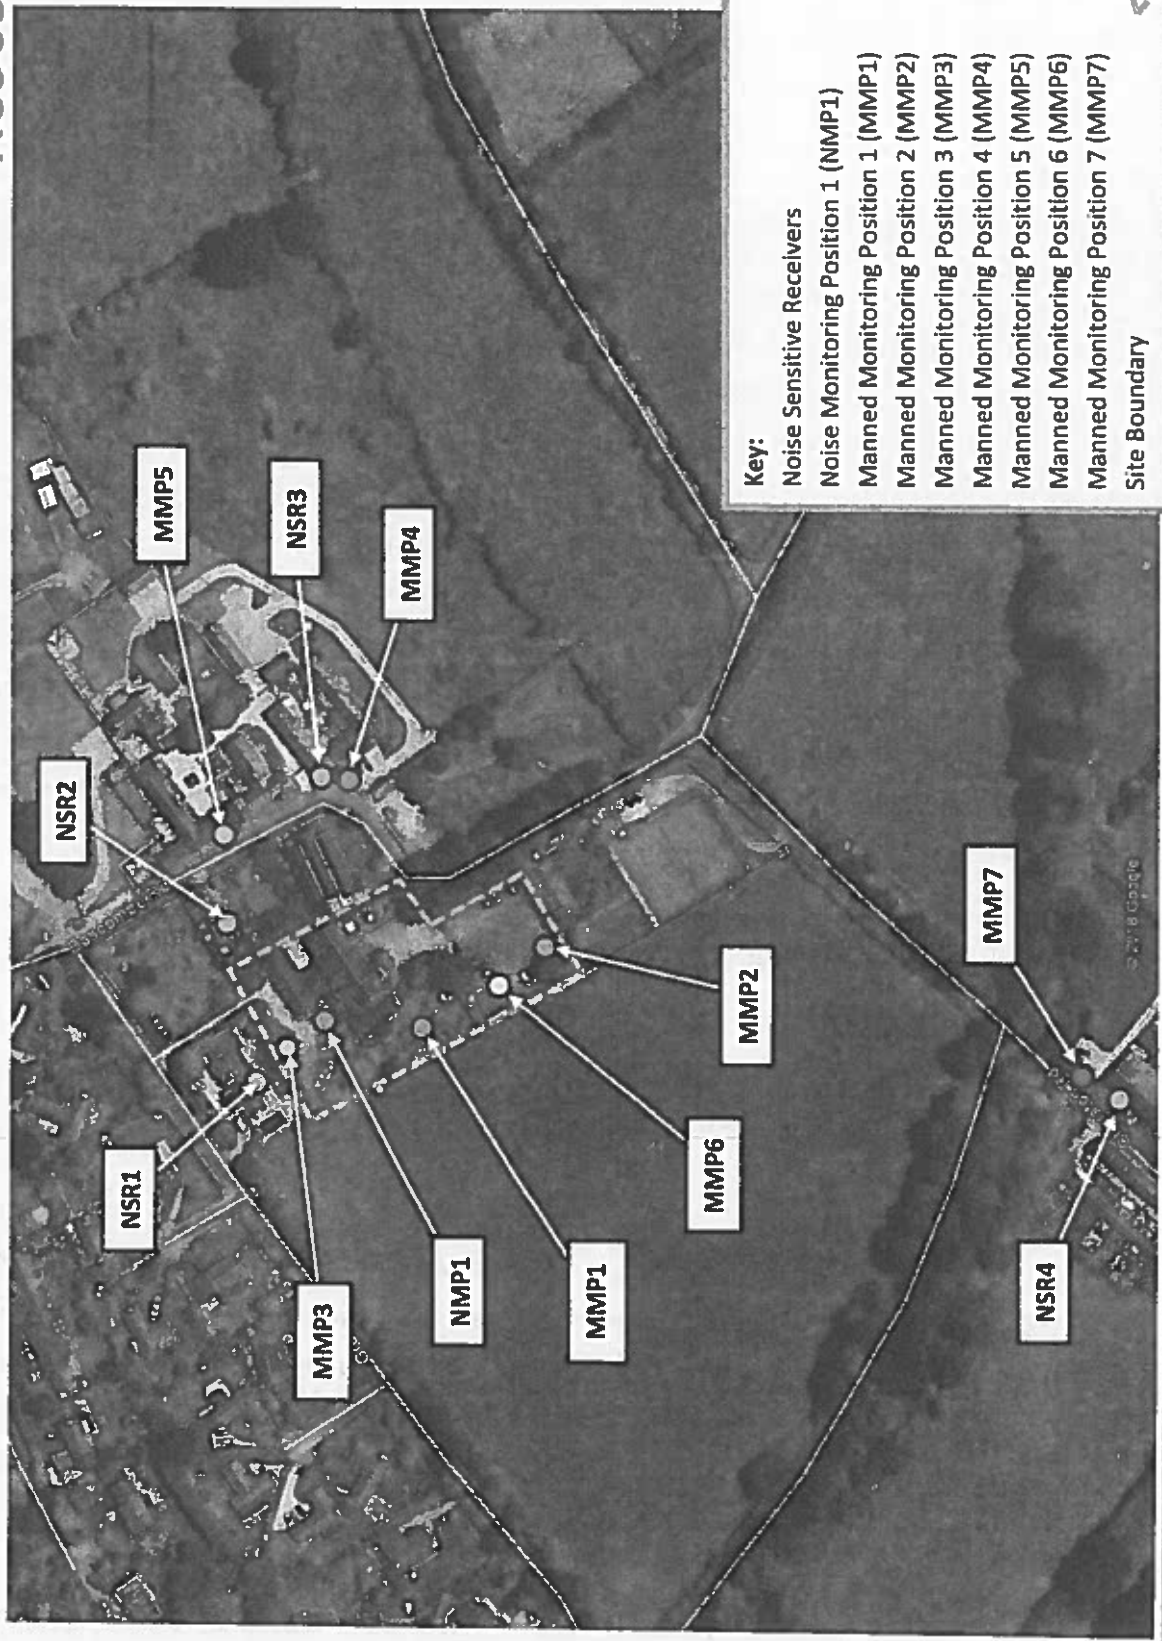 NSR1
MMP3
NMP1
MMP1
MMP6
NSR2
MMP5
NSR3
MMP4
MMP2
MMP7
NSR4
© 2018 Google
Key:
Noise Sensitive Receivers
Noise Monitoring Position 1 (NMP1)
Manned Monitoring Position 1 (MMP1)
Manned Monitoring Position 2 (MMP2)
Manned Monitoring Position 3 (MMP3)
Manned Monitoring Position 4 (MMP4)
Manned Monitoring Position 5 (MMP5)
Manned Monitoring Position 6 (MMP6)
Manned Monitoring Position 7 (MMP7)
Site Boundary